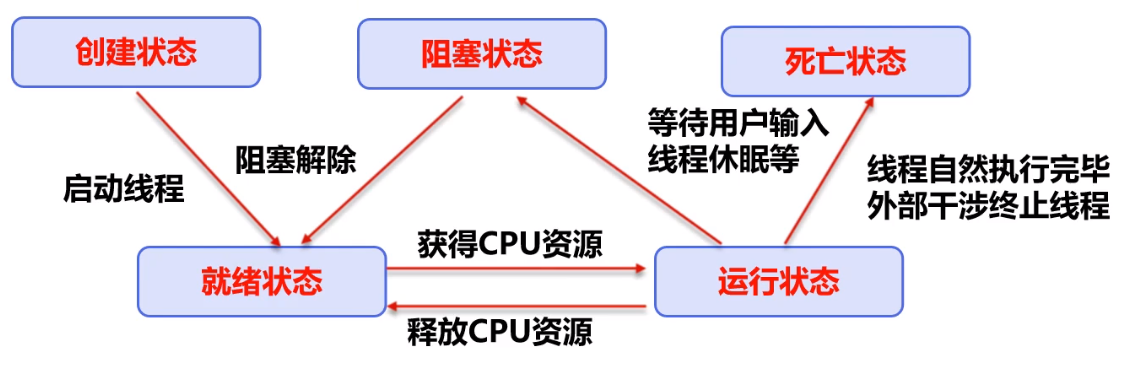 创建状态
阻塞状态
死亡状态
等待用户输入
线程休眠等
阻塞解除
启动线程
线程自然执行完毕
外部干涉终止线程
获得CPU资源
就绪状态
运行状态
释放CPU资源